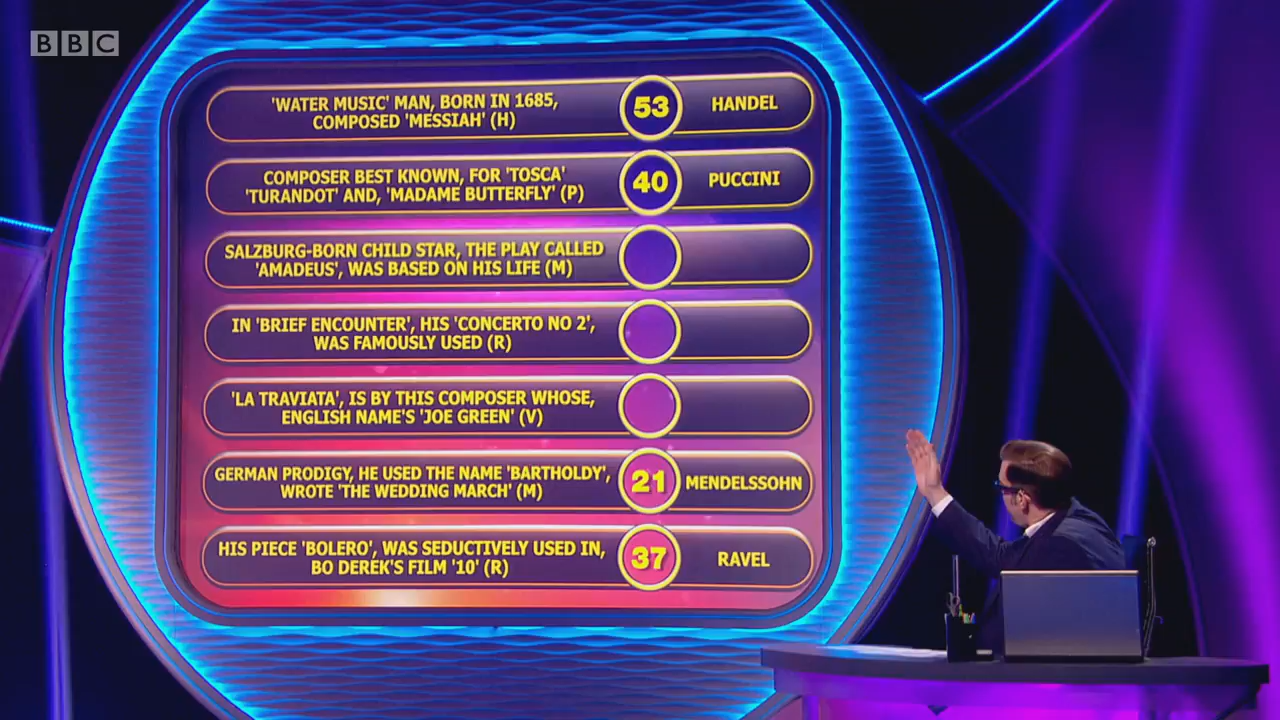 BBC
'WATER MUSIC' MAN, BORN IN 1685,
COMPOSED 'MESSIAH' (H)
53
HANDEL
COMPOSER BEST KNOWN, FOR 'TOSCA'
'TURANDOT' AND, 'MADAME BUTTERFLY' (P)
40
PUCCINI
SALZBURG-BORN CHILD STAR, THE PLAY CALLED
'AMADEUS', WAS BASED ON HIS LIFE (M)
IN 'BRIEF ENCOUNTER', HIS 'CONCERTO NO 2',
WAS FAMOUSLY USED (R)
'LA TRAVIATA', IS BY THIS COMPOSER WHOSE,
ENGLISH NAME'S 'JOE GREEN' (V)
GERMAN PRODIGY, HE USED THE NAME 'BARTHOLDY',
WROTE 'THE WEDDING MARCH' (M)
21
MENDELSSOHN
HIS PIECE 'BOLERO', WAS SEDUCTIVELY USED IN,
BO DEREK'S FILM '10' (R)
37
RAVEL